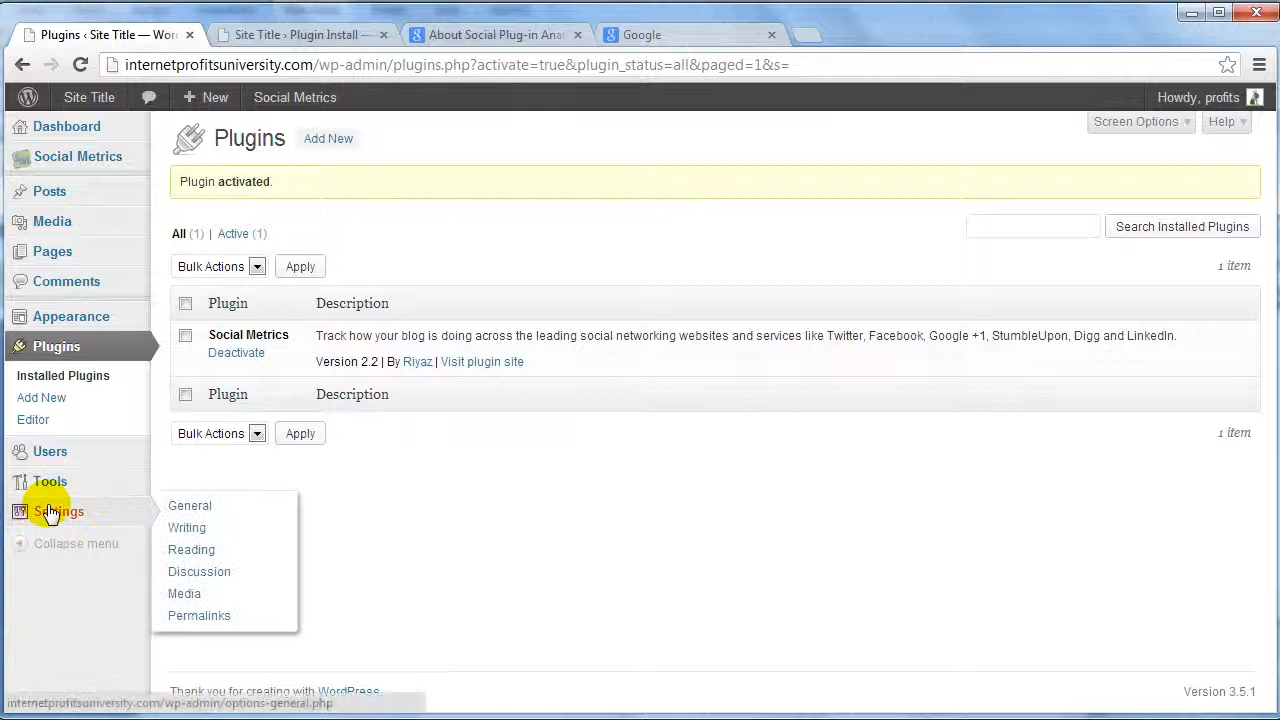 Plugins ‹ Site Title — Wor
Site Title › Plugin Install —
About Social Plug-in Ana
Google
internetprofitsuniversity.com/wp-admin/plugins.php?activate=true&plugin_status=all&paged=1&s=
Site Title
New
Social Metrics
Howdy, profits
Dashboard
Social Metrics
Posts
Media
Pages
Comments
Appearance
Plugins
Installed Plugins
Add New
Editor
Users
Tools
Settings
Collapse menu
General
Writing
Reading
Discussion
Media
Permalinks
Screen Options
Help
Plugins Add New
Plugin activated.
All (1) | Active (1)
Search Installed Plugins
Bulk Actions Apply
1 item
Plugin Description
Social Metrics Track how your blog is doing across the leading social networking websites and services like Twitter, Facebook, Google +1, StumbleUpon, Digg and LinkedIn.
Deactivate
Version 2.2 | By Riyaz | Visit plugin site
Plugin Description
Bulk Actions Apply
1 item
Thank you for creating with WordPress.
Version 3.5.1
internetprofitsuniversity.com/wp-admin/options-general.php